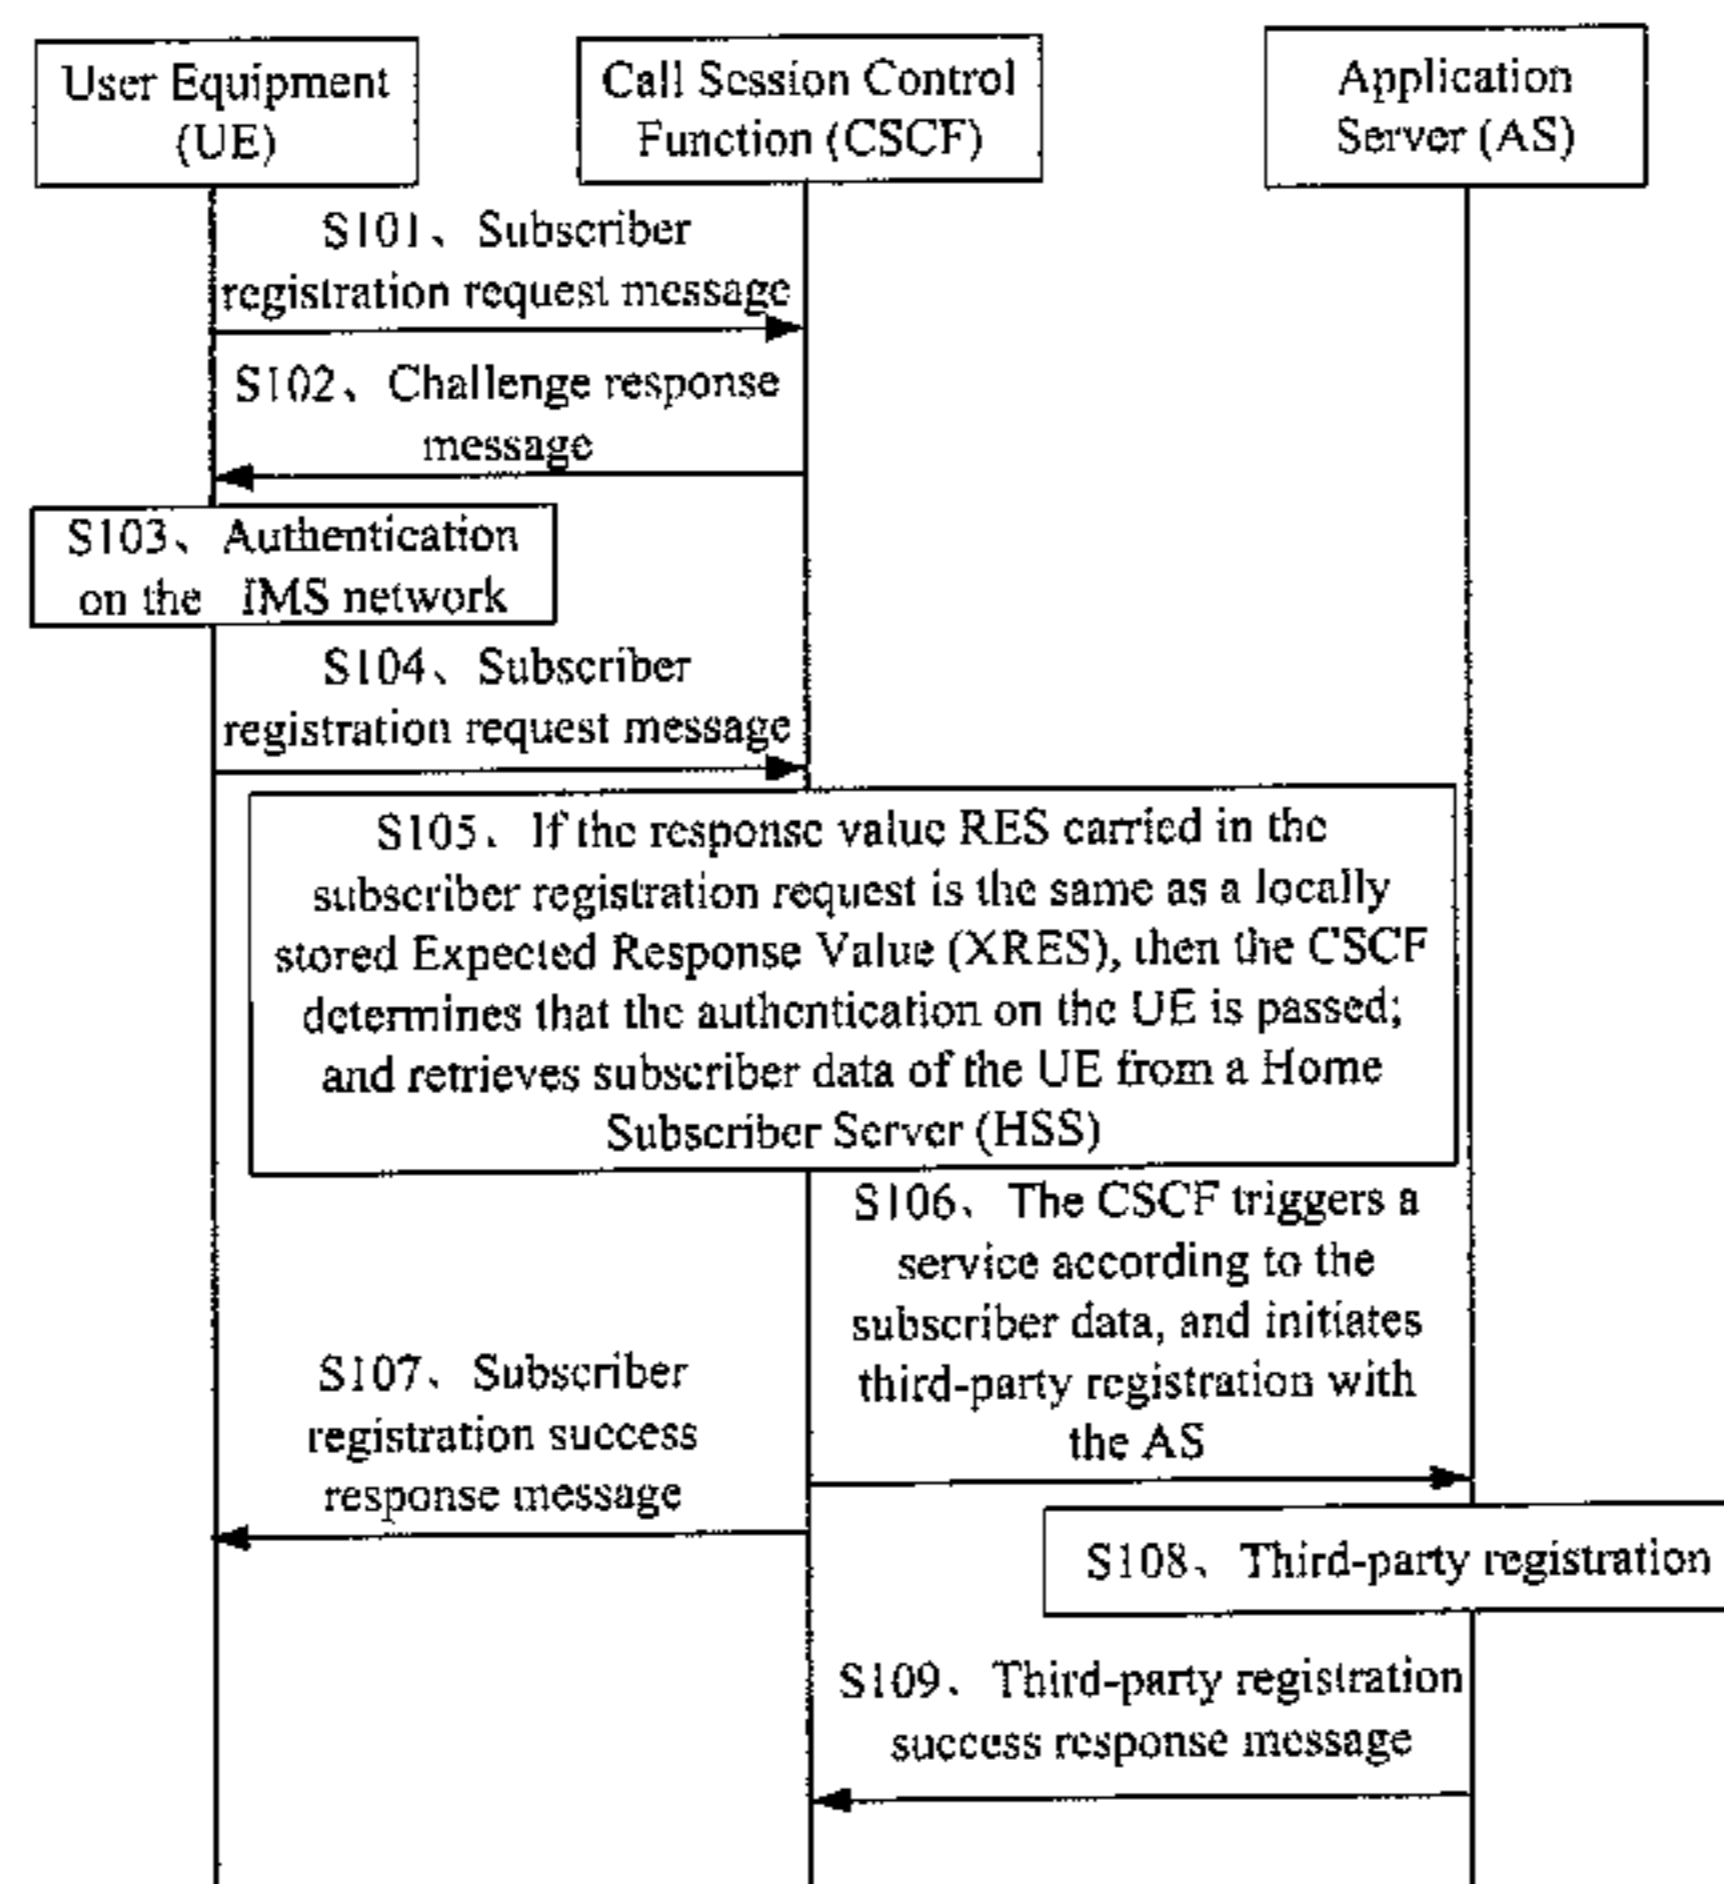 User Equipment
(UE)
Call Session Control
Function (CSCF)
Application
Server (AS)
S101、Subscriber
registration request message
S102、Challenge response
message
S103、Authentication
on the IMS network
S104、Subscriber
registration request message
S105、If the response value RES carried in the
subscriber registration request is the same as a locally
stored Expected Response Value (XRES), then the CSCF
determines that the authentication on the UE is passed;
and retrieves subscriber data of the UE from a Home
Subscriber Server (HSS)
S106、The CSCF triggers a
service according to the
subscriber data, and initiates
third-party registration with
the AS
S107、Subscriber
registration success
response message
S108、Third-party registration
S109、Third-party registration
success response message